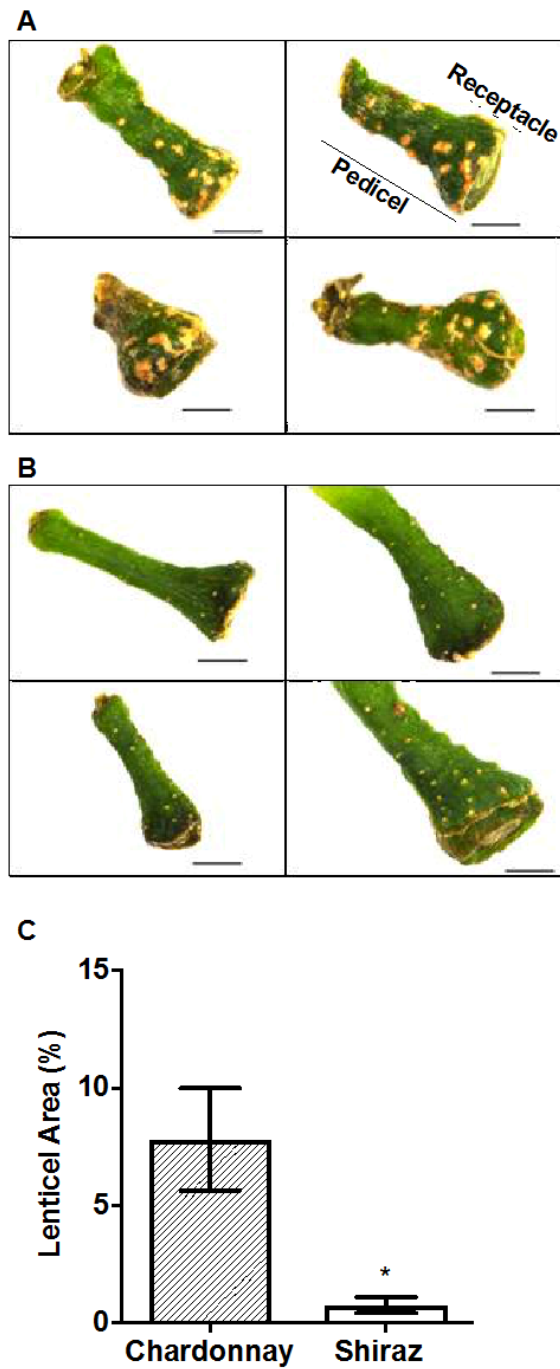 A
Receptacle
Pedicel
B
C
15
10
5
0
Lenticel Area (%)
*
Chardonnay Shiraz